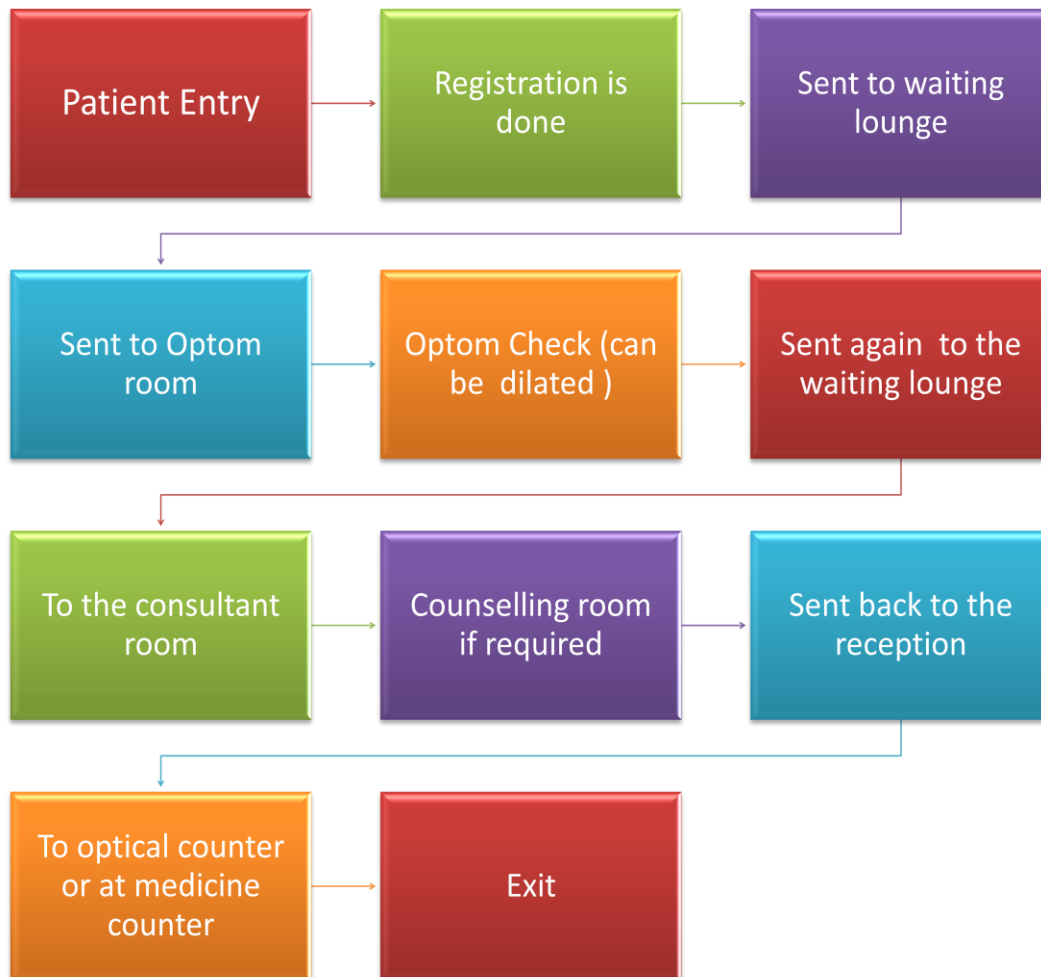 Patient Entry
Registration is
done
Sent to waiting
lounge
Sent to Optom
room
Optom Check (can
be dilated )
Sent again to the
waiting lounge
To the consultant
room
Counselling room
if required
Sent back to the
reception
To optical counter
or at medicine
counter
Exit